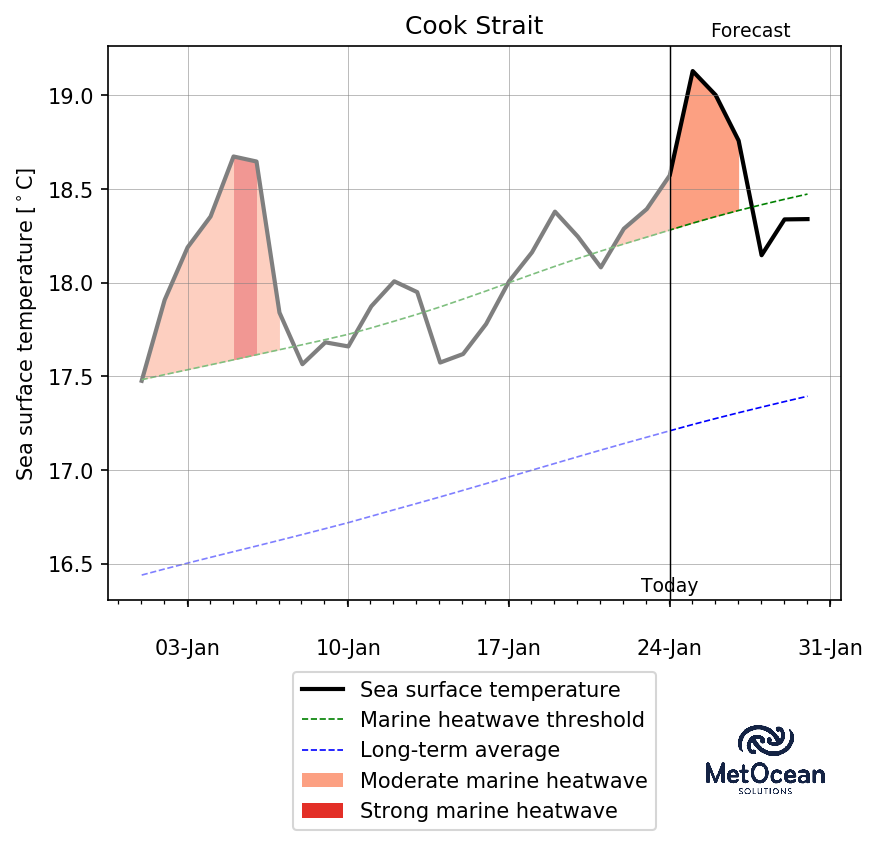 Cook Strait
Forecast
Sea surface temperature [°C]
19.0
18.5
18.0
17.5
17.0
16.5
Today
03-Jan 10-Jan 17-Jan 24-Jan 31-Jan
Sea surface temperature
Marine heatwave threshold
Long-term average
Moderate marine heatwave
Strong marine heatwave
MetOcean
SOLUTIONS